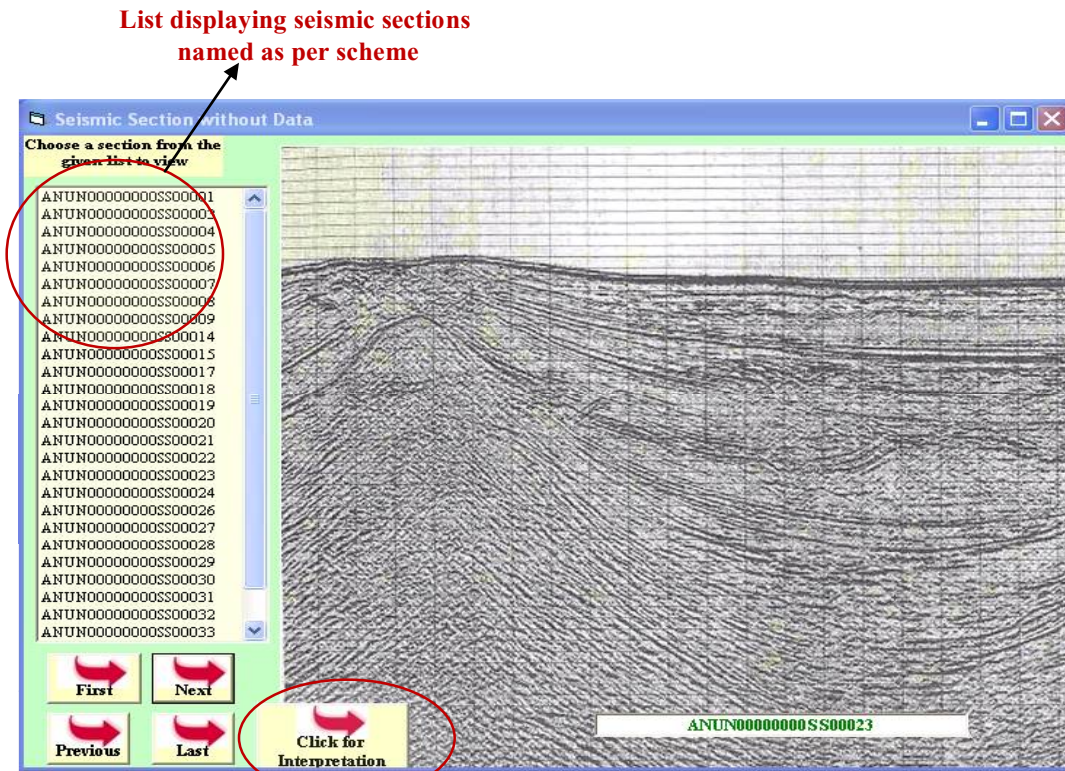 List displaying seismic sections
named as per scheme
Seismic Section without Data
Choose a section from the
given list to view
ANUN00000000SS00001
ANUN00000000SS00003
ANUN00000000SS00004
ANUN00000000SS00005
ANUN00000000SS00006
ANUN00000000SS00007
ANUN00000000SS00008
ANUN00000000SS00009
ANUN00000000SS00014
ANUN00000000SS00015
ANUN00000000SS00017
ANUN00000000SS00018
ANUN00000000SS00019
ANUN00000000SS00020
ANUN00000000SS00021
ANUN00000000SS00022
ANUN00000000SS00023
ANUN00000000SS00024
ANUN00000000SS00026
ANUN00000000SS00027
ANUN00000000SS00028
ANUN00000000SS00029
ANUN00000000SS00030
ANUN00000000SS00031
ANUN00000000SS00032
ANUN00000000SS00033
First
Next
Previous
Last
Click for
Interpretation
ANUN00000000SS00023